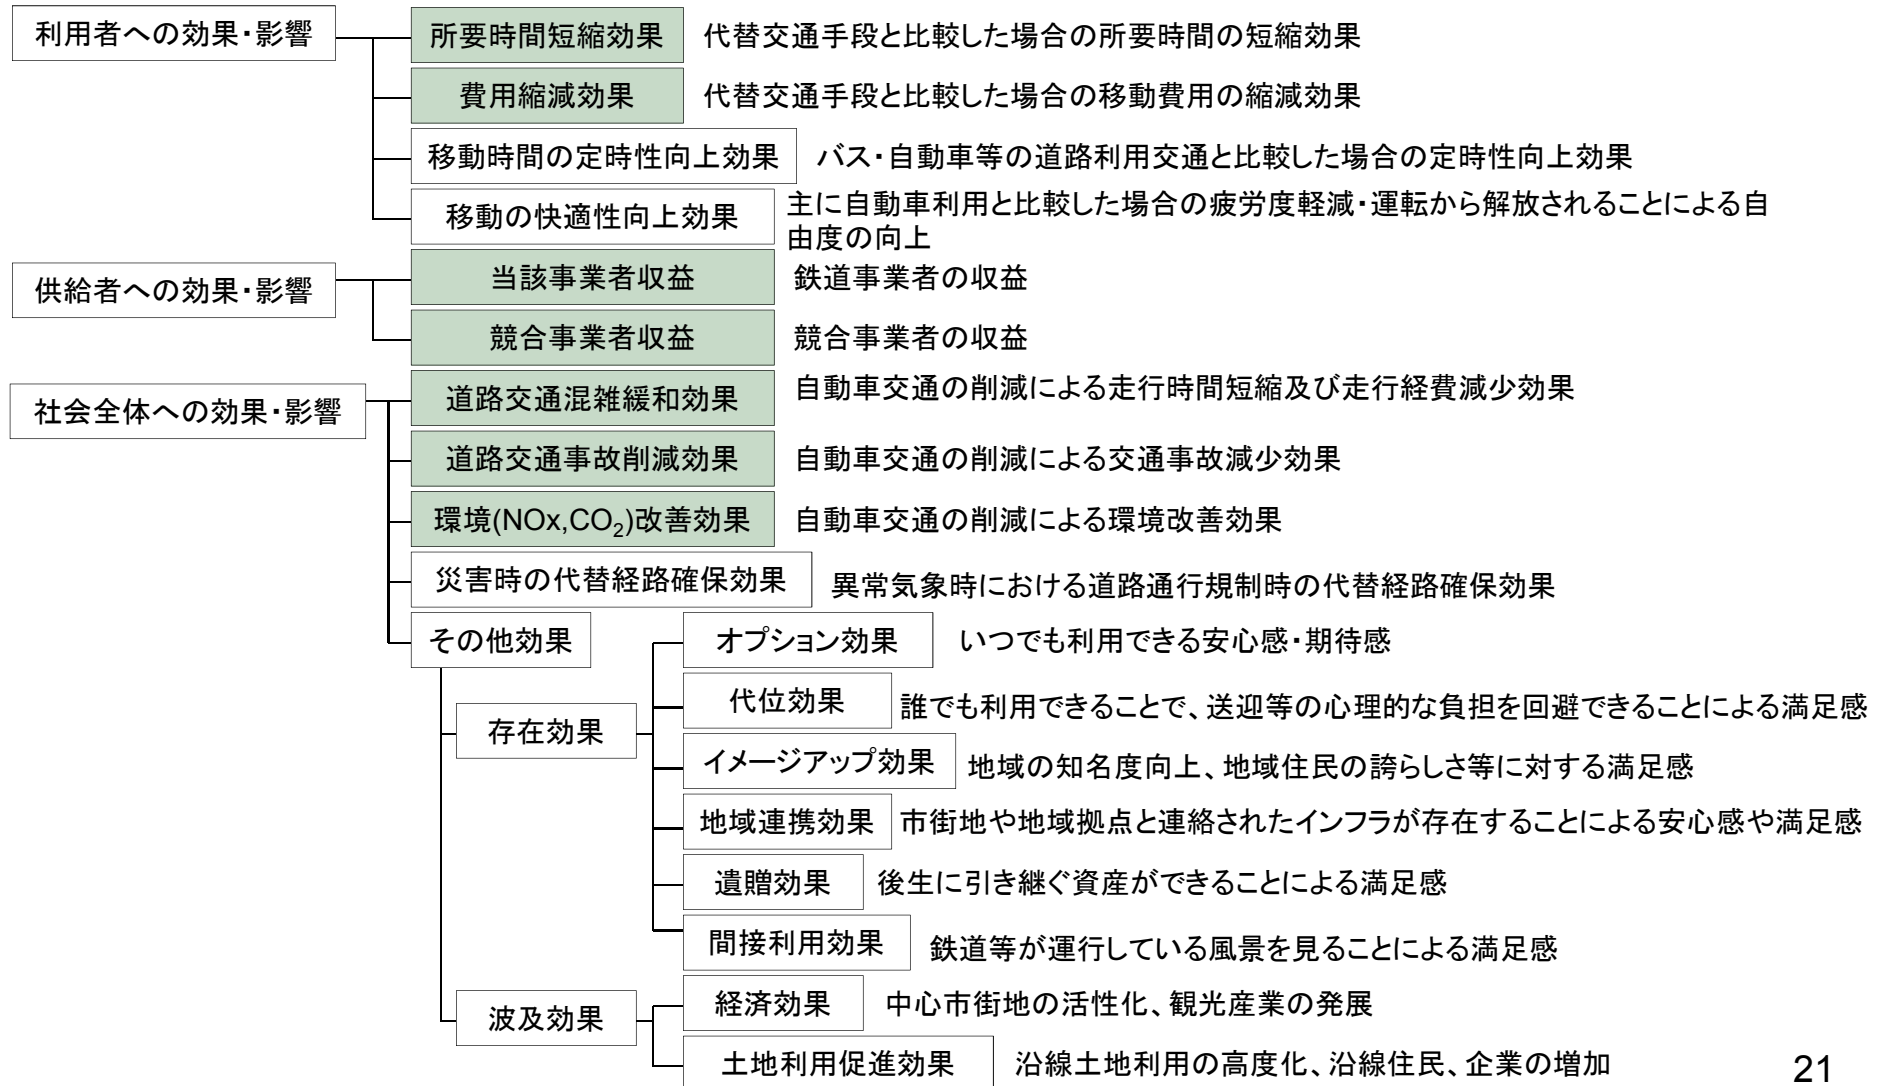 利用者への効果・影響
所要時間短縮効果 代替交通手段と比較した場合の所要時間の短縮効果
費用縮減効果 代替交通手段と比較した場合の移動費用の縮減効果
移動時間の定時性向上効果 バス・自動車等の道路利用交通と比較した場合の定時性向上効果
移動の快適性向上効果 主に自動車利用と比較した場合の疲労度軽減・運転から解放されることによる自
由度の向上
供給者への効果・影響
当該事業者収益 鉄道事業者の収益
競合事業者収益 競合事業者の収益
社会全体への効果・影響
道路交通混雑緩和効果 自動車交通の削減による走行時間短縮及び走行経費減少効果
道路交通事故削減効果 自動車交通の削減による交通事故減少効果
環境(NOx,CO2)改善効果 自動車交通の削減による環境改善効果
災害時の代替経路確保効果 異常気象時における道路通行規制時の代替経路確保効果
その他効果
存在効果
オプション効果 いつでも利用できる安心感・期待感
代位効果 誰でも利用できることで、送迎等の心理的な負担を回避できることによる満足感
イメージアップ効果 地域の知名度向上、地域住民の誇らしさ等に対する満足感
地域連携効果 市街地や地域拠点と連絡されたインフラが存在することによる安心感や満足感
遺贈効果 後生に引き継ぐ資産ができることによる満足感
間接利用効果 鉄道等が運行している風景を見ることによる満足感
波及効果
経済効果 中心市街地の活性化、観光産業の発展
土地利用促進効果 沿線土地利用の高度化、沿線住民、企業の増加
21